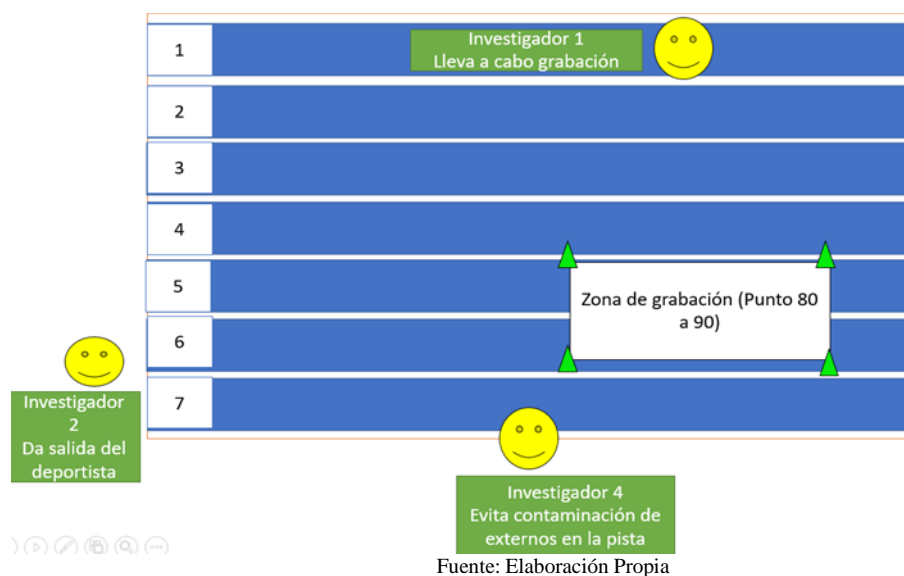 1
Investigador 1
Lleva a cabo grabación
2
3
4
5
Zona de grabación (Punto 80
a 90)
6
7
Investigador
2
Da salida del
deportista
Investigador 4
Evita contaminación de
externos en la pista
Fuente: Elaboración Propia